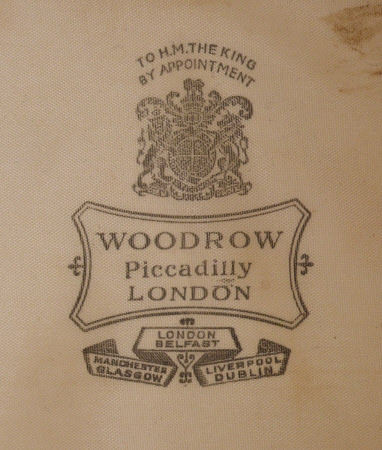 TO H.M. THE KING
BY APPOINTMENT
WOODROW
Piccadilly
LONDON
LONDON
BELFAST
MANCHESTER
GLASGOW
LIVERPOOL
DUBLIN